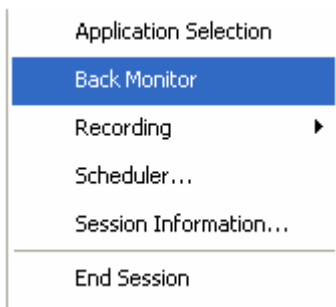 Application Selection
Back Monitor
Recording
Scheduler...
Session Information...
End Session